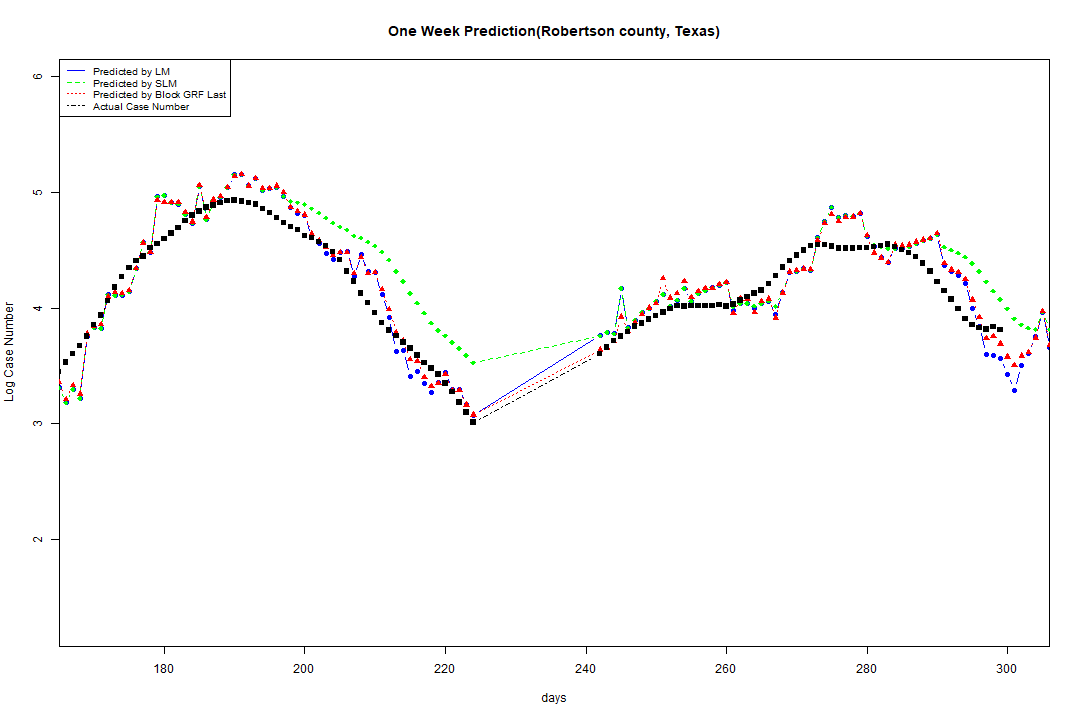 One Week Prediction(Robertson county, Texas)
Predicted by LM
Predicted by SLM
Predicted by Block GRF Last
Actual Case Number
6
5
4
3
2
Log Case Number
180 200 220 240 260 280 300
days